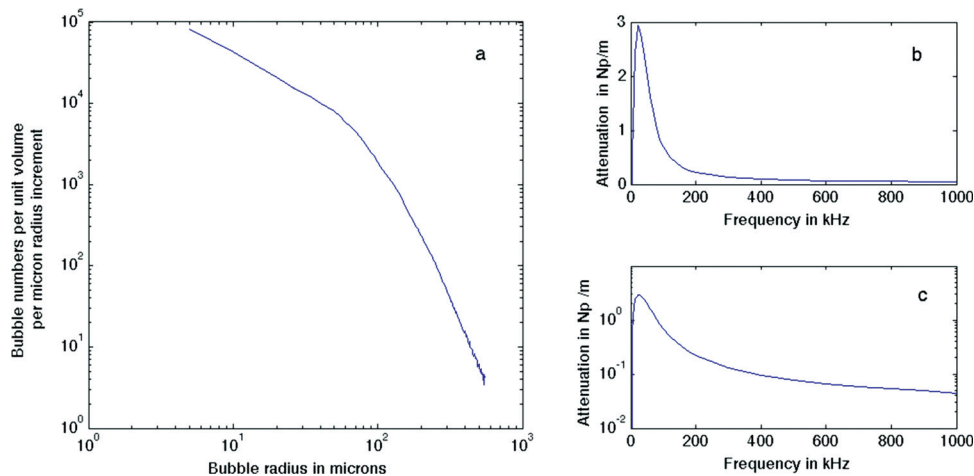 Bubble numbers per unit volume
per micron radius increment
10^5
10^4
10^3
10^2
10^1
10^0
a
10^0
10^1
10^2
10^3
Bubble radius in microns
Attenuation in Np/m
3
2
1
0
b
0
200
400
600
800
1000
Frequency in kHz
Attenuation in Np /m
10^0
10^-1
10^-2
c
0
200
400
600
800
1000
Frequency in kHz